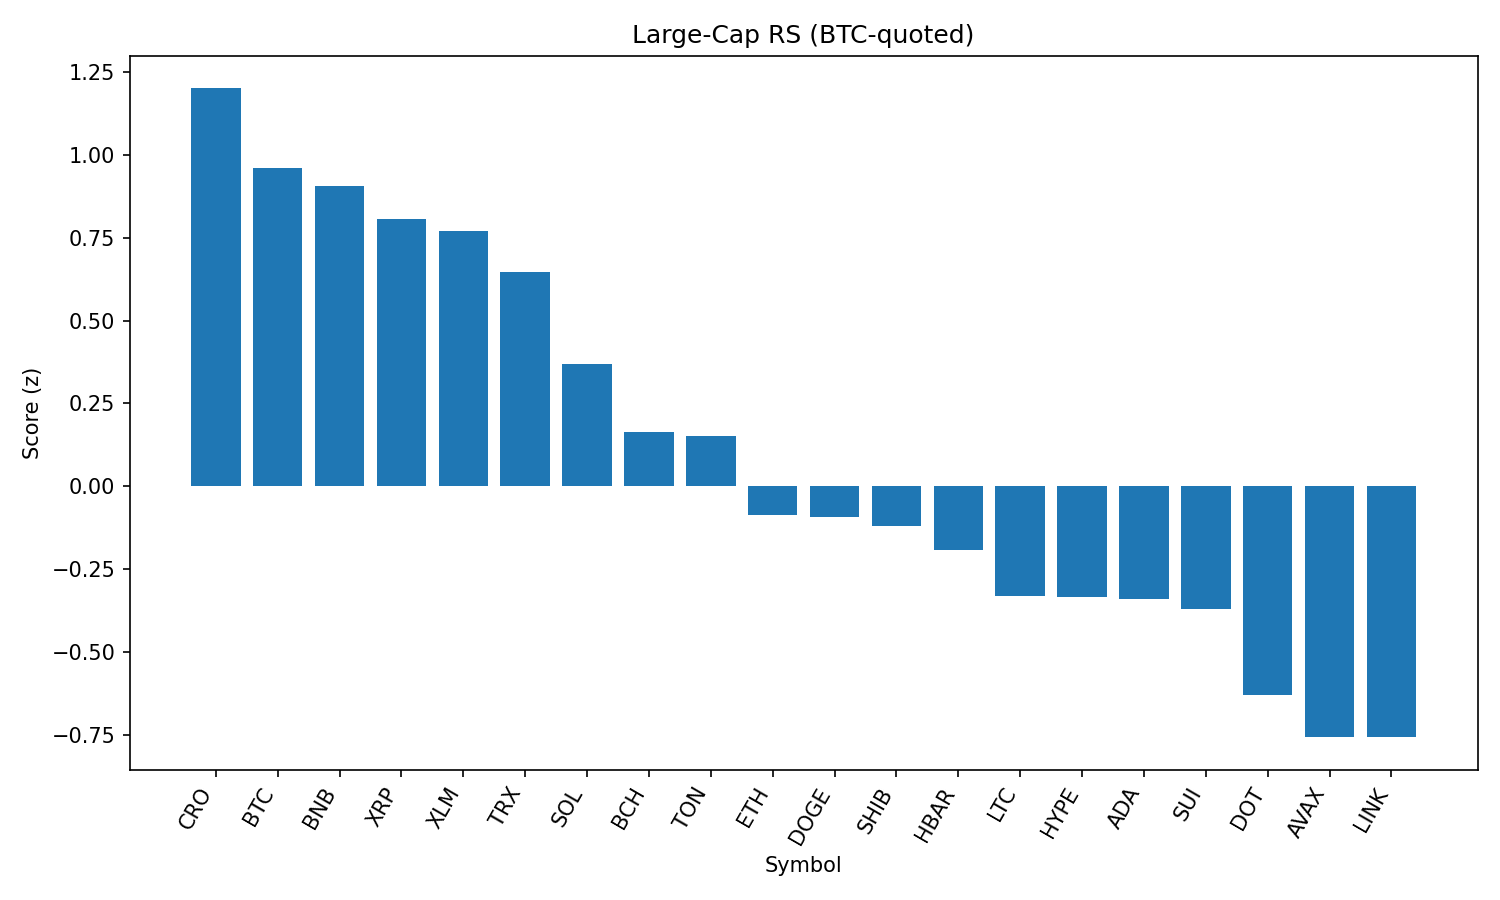 Large-Cap RS (BTC-quoted)
1.25
1.00
0.75
0.50
0.25
0.00
−0.25
−0.50
−0.75
Score (z)
CRO
BTC
BNB
XRP
XLM
TRX
SOL
BCH
TON
ETH
DOGE
SHIB
HBAR
LTC
HYPE
ADA
SUI
DOT
AVAX
LINK
Symbol